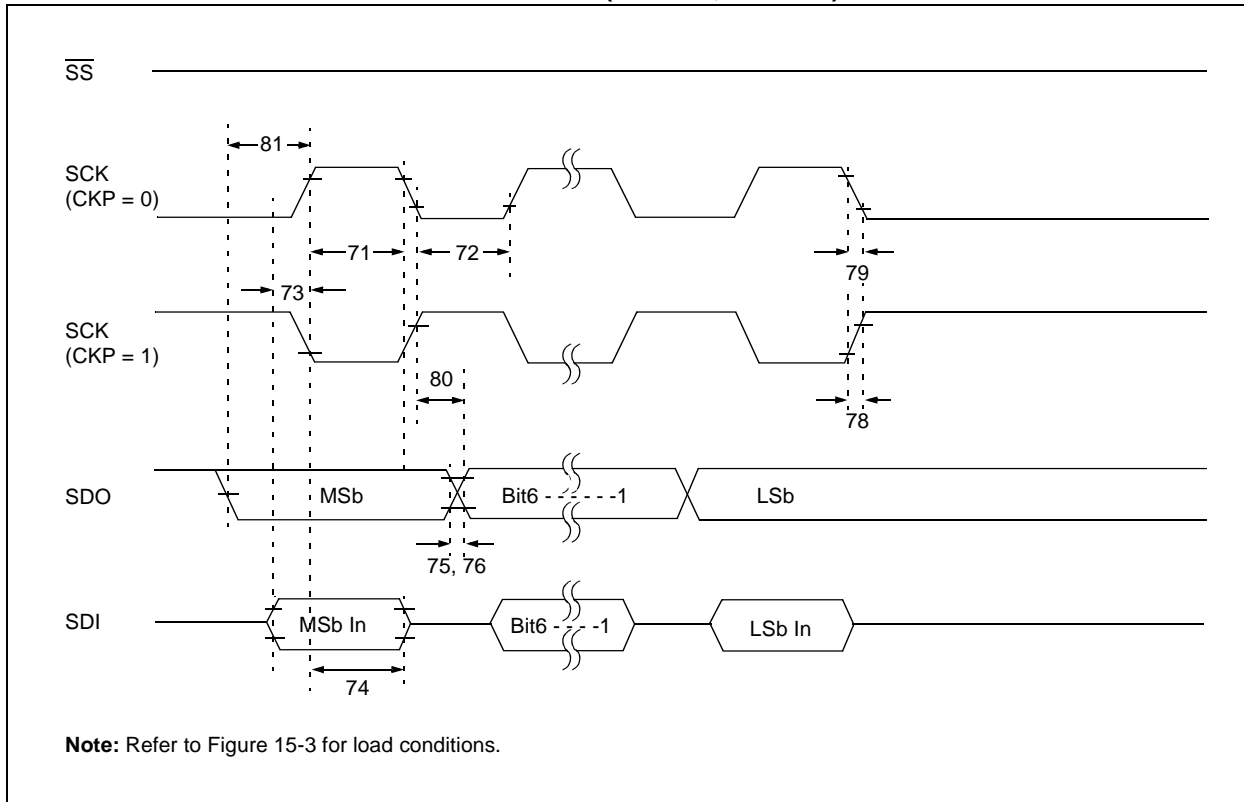 SS
81
SCK
(CKP = 0)
71
72
79
73
SCK
(CKP = 1)
80
78
SDO
MSb
Bit6 - - - - - -1
LSb
75, 76
SDI
MSb In
Bit6 - - - -1
LSb In
74
Note: Refer to Figure 15-3 for load conditions.